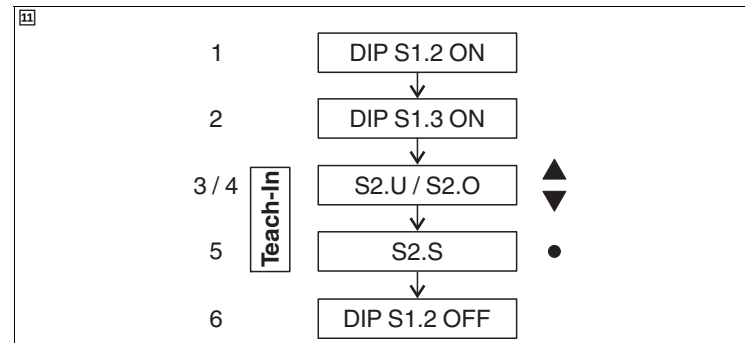 11
1 DIP S1.2 ON
2 DIP S1.3 ON
3 / 4 S2.U / S2.O
Teach-In
5 S2.S
6 DIP S1.2 OFF